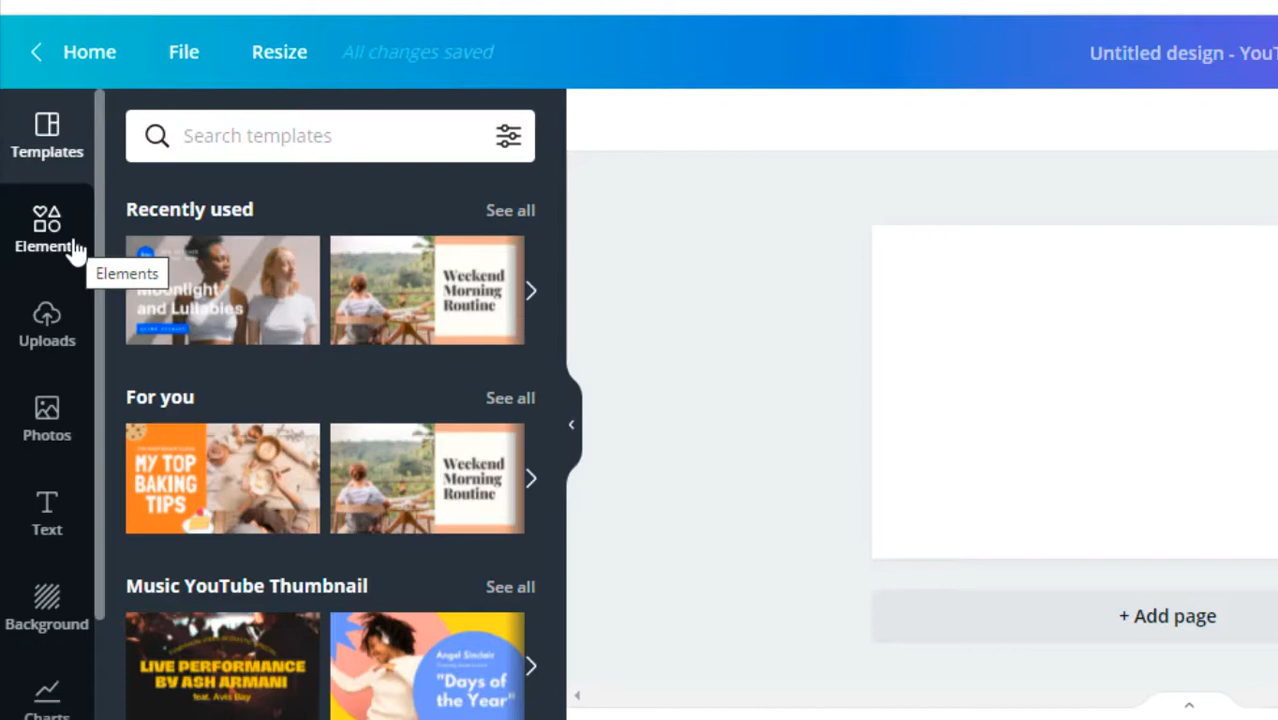 Home File Resize All changes saved Untitled design - YouT
Templates
Search templates
Recently used See all
Elements
Elements
Moonlight
and Lullabies
Weekend
Morning
Routine
Uploads
For you See all
Photos
MY TOP
BAKING
TIPS
Weekend
Morning
Routine
Text
Music YouTube Thumbnail See all
Background
LIVE PERFORMANCE
BY ASH ARMANI
feat. Avis Bay
Angel Sinclair
"Days of
the Year"
Charts
+ Add page